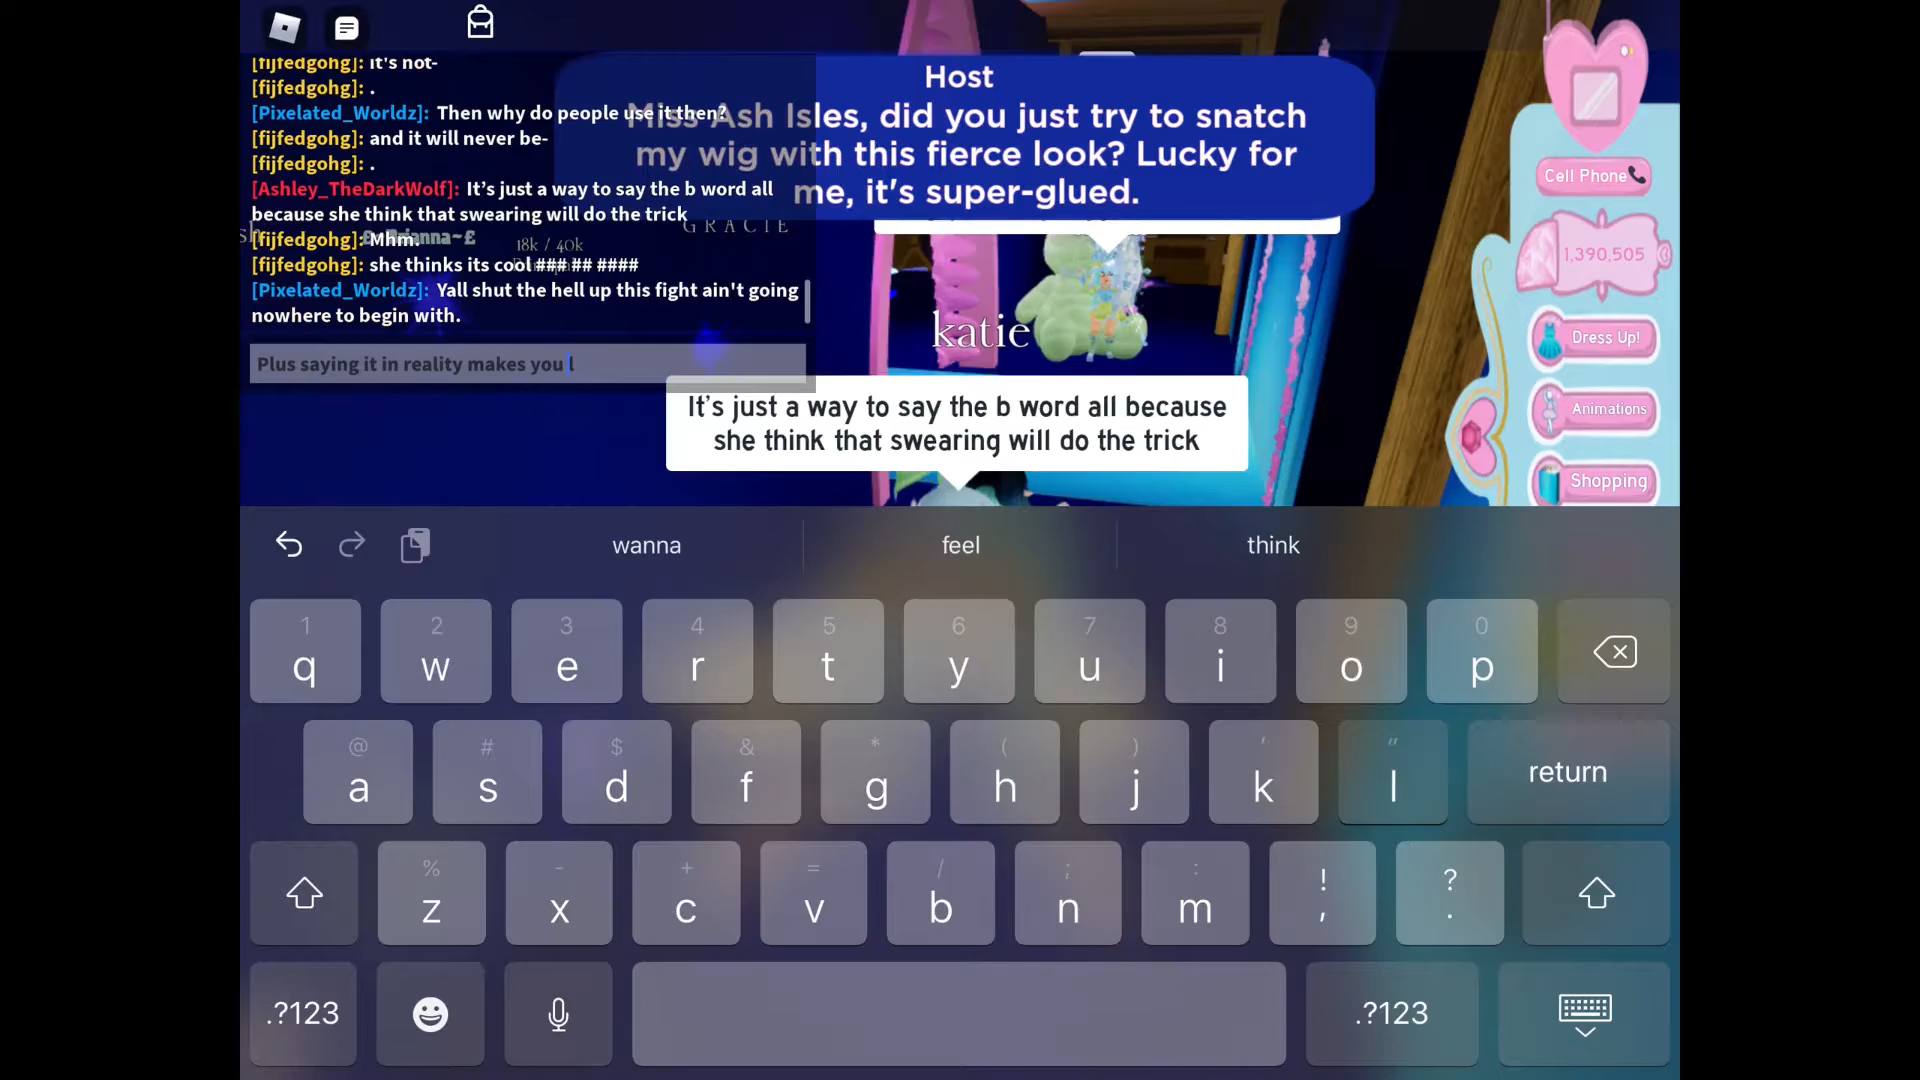 [fijfedgohg]: it's not-
[fijfedgohg]: .
[Pixelated_Worldz]: Then why do people use it then?
[fijfedgohg]: and it will never be-
[fijfedgohg]: .
[Ashley_TheDarkWolf]: It's just a way to say the b word all
because she think that swearing will do the trick
[fijfedgohg]: Mhm.
[fijfedgohg]: she thinks its cool ### ## ####
[Pixelated_Worldz]: Yall shut the hell up this fight ain't going
nowhere to begin with.
Plus saying it in reality makes you l
Host
Miss Ash Isles, did you just try to snatch
my wig with this fierce look? Lucky for
me, it's super-glued.
GRACIE
18k / 40k
katie
It's just a way to say the b word all because
she think that swearing will do the trick
Cell Phone
1,390,505
Dress Up!
Animations
Shopping
wanna feel think
1 2 3 4 5 6 7 8 9 0
q w e r t y u i o p
@ # $ & * ( ) ' "
a s d f g h j k l return
% - + = / ; : ! ?
z x c v b n m , .
.?123 .?123